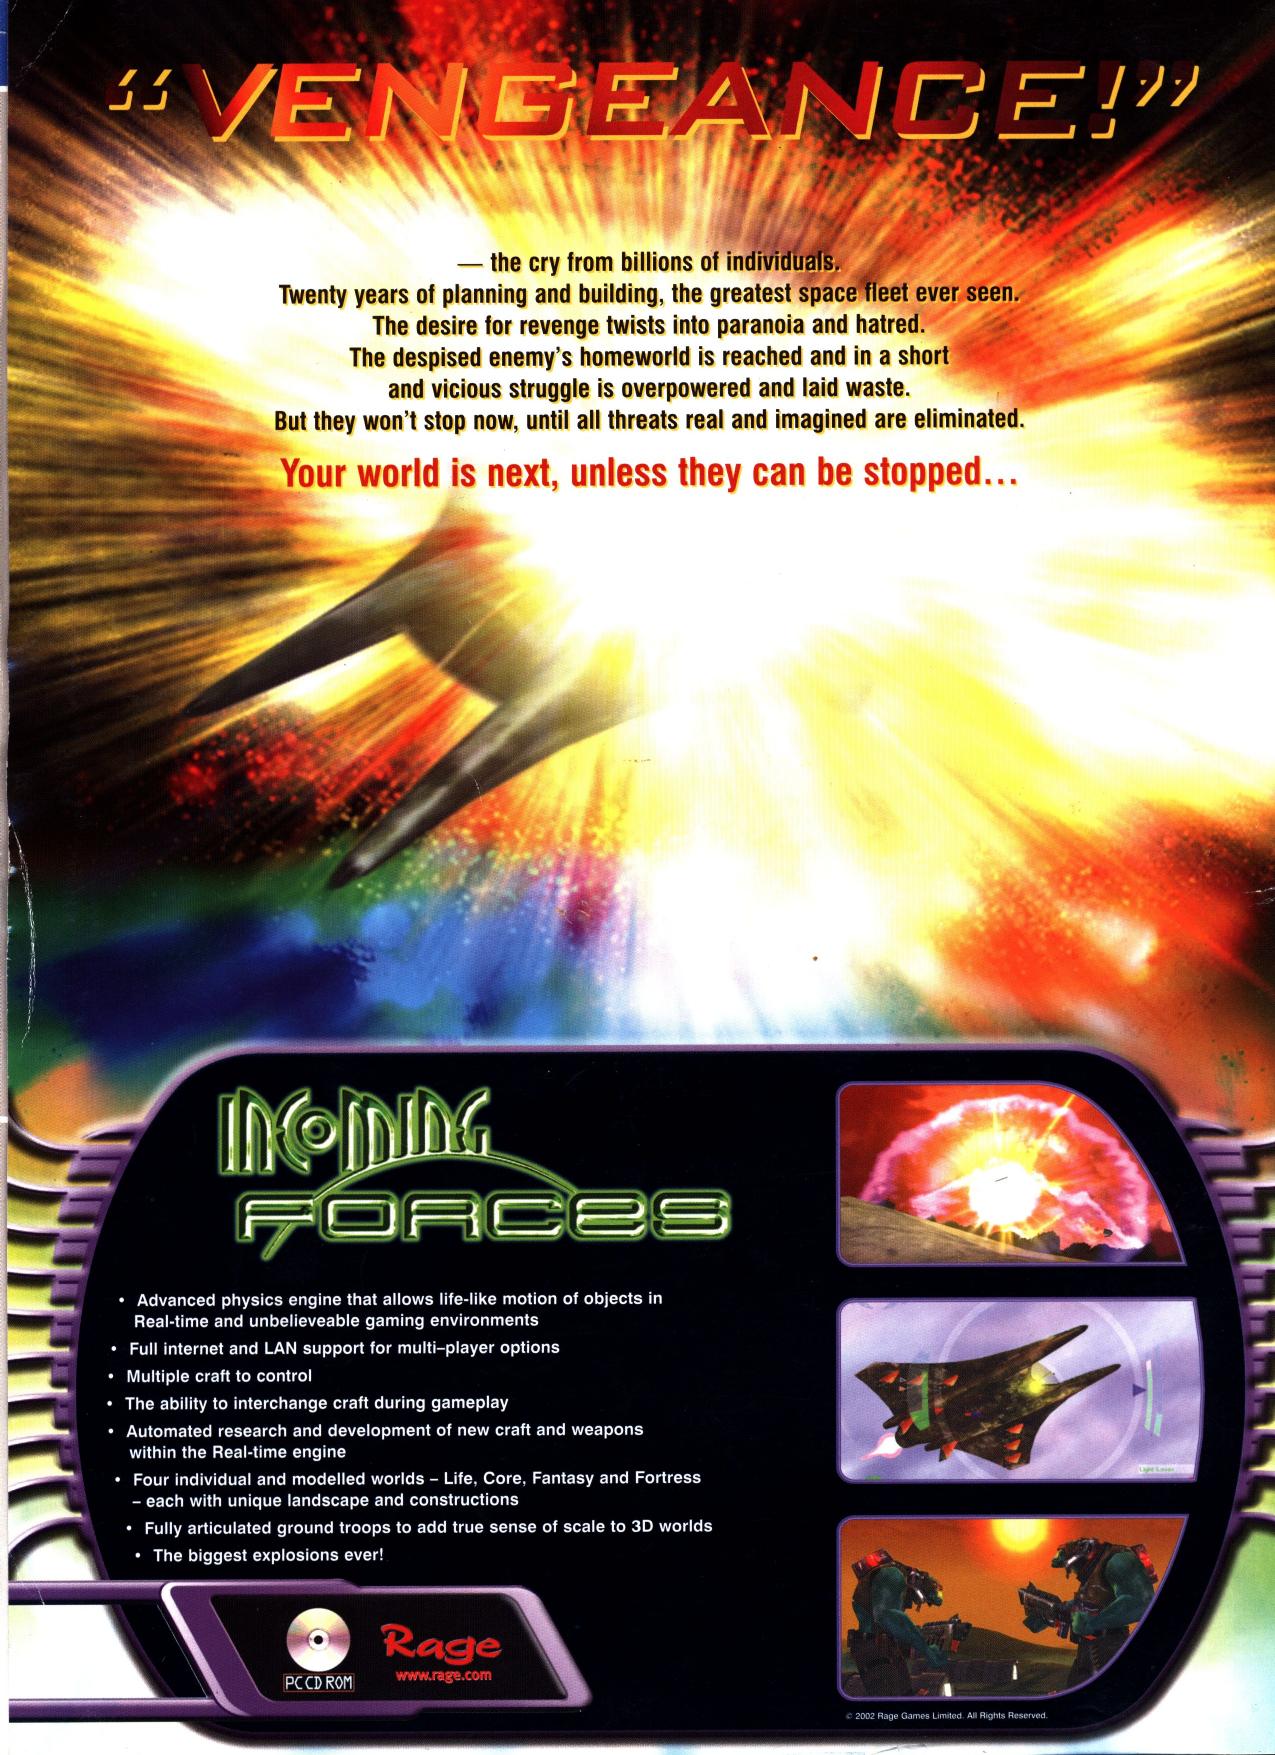 “VENGEANCE!”
— the cry from billions of individuals.
Twenty years of planning and building, the greatest space fleet ever seen.
The desire for revenge twists into paranoia and hatred.
The despised enemy's homeworld is reached and in a short
and vicious struggle is overpowered and laid waste.
But they won't stop now, until all threats real and imagined are eliminated.
Your world is next, unless they can be stopped...
INCOMING
FORCES
• Advanced physics engine that allows life-like motion of objects in
Real-time and unbelieveable gaming environments
• Full internet and LAN support for multi–player options
• Multiple craft to control
• The ability to interchange craft during gameplay
• Automated research and development of new craft and weapons
within the Real-time engine
• Four individual and modelled worlds – Life, Core, Fantasy and Fortress
– each with unique landscape and constructions
• Fully articulated ground troops to add true sense of scale to 3D worlds
• The biggest explosions ever!
PC CD ROM
Rage
www.rage.com
© 2002 Rage Games Limited. All Rights Reserved.